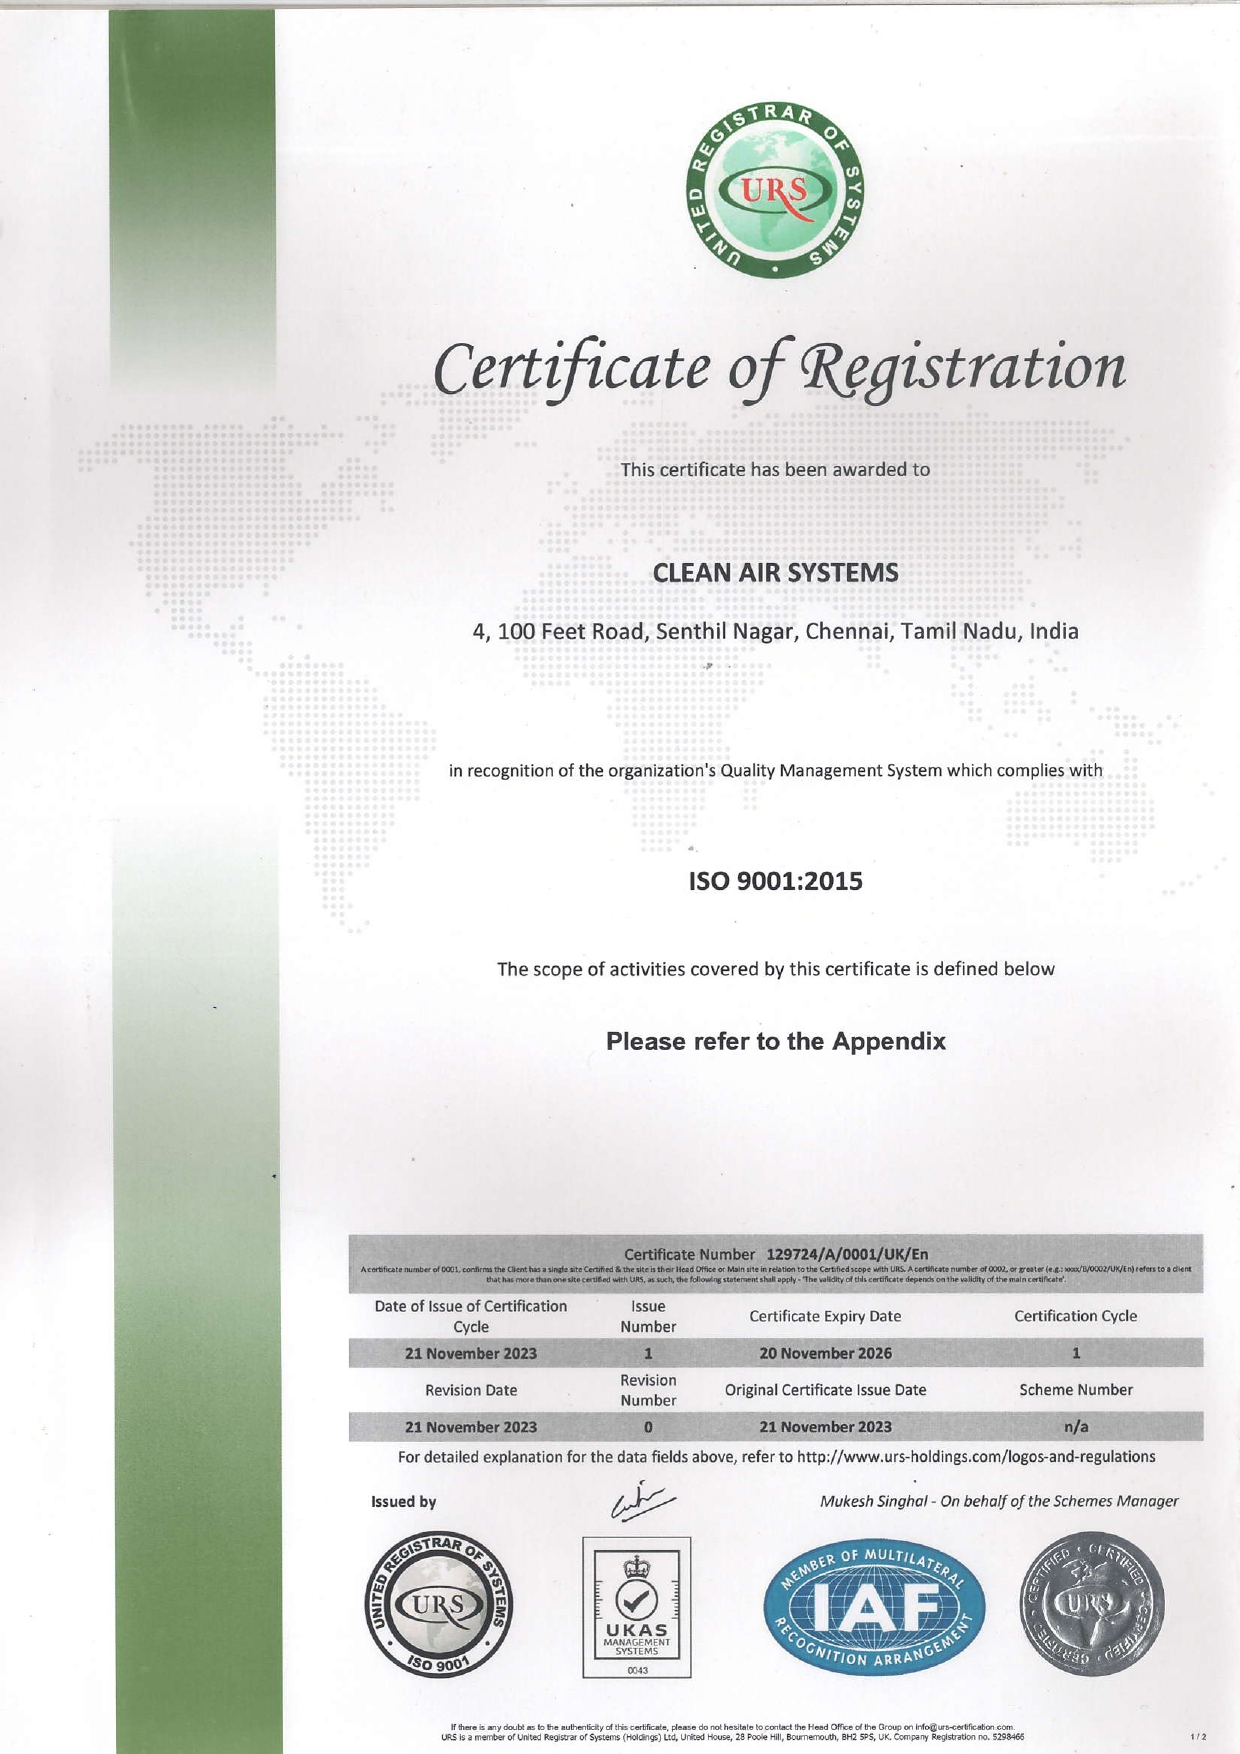 UNITED REGISTRAR OF SYSTEMS
URS
Certificate of Registration
This certificate has been awarded to
CLEAN AIR SYSTEMS
4, 100 Feet Road, Senthil Nagar, Chennai, Tamil Nadu, India
in recognition of the organization's Quality Management System which complies with
ISO 9001:2015
The scope of activities covered by this certificate is defined below
Please refer to the Appendix
Certificate Number 129724/A/0001/UK/En
A certificate number of 0001, confirms the Client has a single site Certified & the site is their Head Office or Main site in relation to the Certified scope with URS. A certificate number of 0002, or greater (e.g.: xxxx/B/0002/UK/En) refers to a client
that has more than one site certified with URS, as such, the following statement shall apply - 'The validity of this certificate depends on the validity of the main certificate'.
Date of Issue of Certification Cycle
Issue Number
Certificate Expiry Date
Certification Cycle
21 November 2023 1 20 November 2026 1
Revision Date
Revision Number
Original Certificate Issue Date
Scheme Number
21 November 2023 0 21 November 2023 n/a
For detailed explanation for the data fields above, refer to http://www.urs-holdings.com/logos-and-regulations
Issued by
Mukesh Singhal - On behalf of the Schemes Manager
UNITED REGISTRAR OF SYSTEMS
URS
ISO 9001
UKAS
MANAGEMENT
SYSTEMS
0043
MEMBER OF MULTILATERAL
IAF
RECOGNITION ARRANGEMENT
CERTIFIED • CERTIFIED • CERTIFIED • CERTIFIED
URS
If there is any doubt as to the authenticity of this certificate, please do not hesitate to contact the Head Office of the Group on info@urs-certification.com.
URS is a member of United Registrar of Systems (Holdings) Ltd, United House, 28 Poole Hill, Bournemouth, BH2 5PS, UK. Company Registration no. 5298466
1 / 2